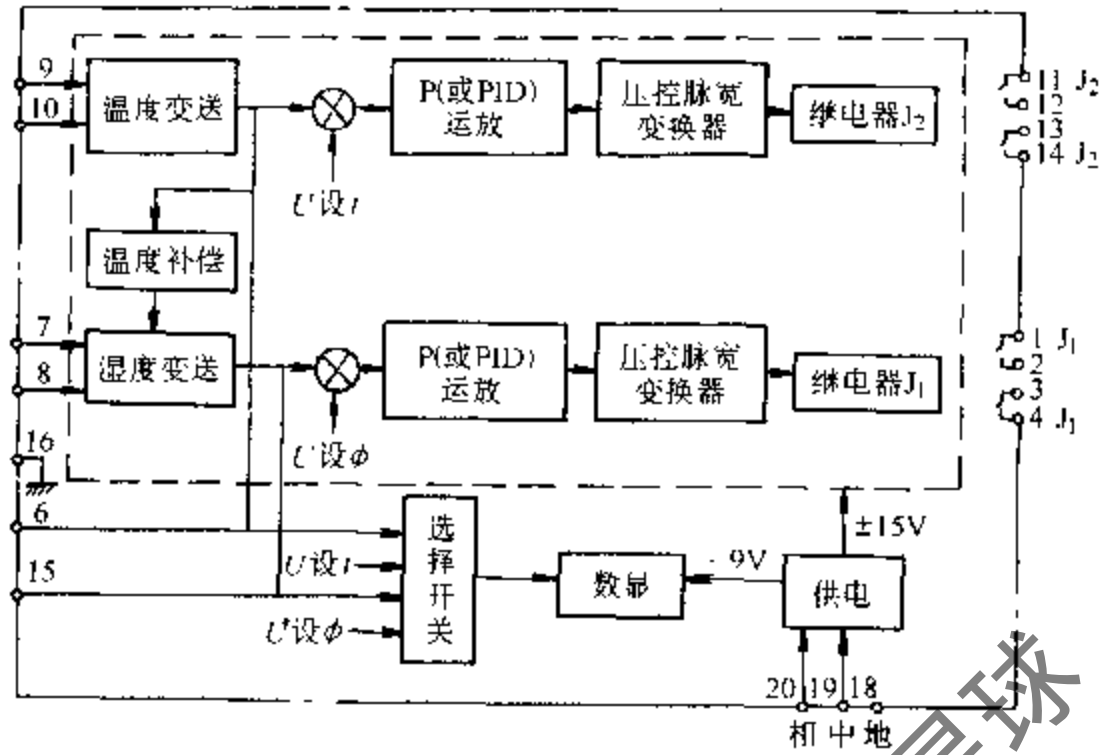 9
温度变送
10
P(或PID)
运放
压控脉宽
变换器
继电器J₂
11 J₂
12
13
14 J₂
U设t
温度补偿
7
湿度变送
8
P(或PID)
运放
压控脉宽
变换器
继电器J₁
1 J₁
2
3
4 J₁
U设φ
16
6
选择开关
±15V
U设t
数显
9V
供电
15
U设φ
20 19 18
相 中 地
星球